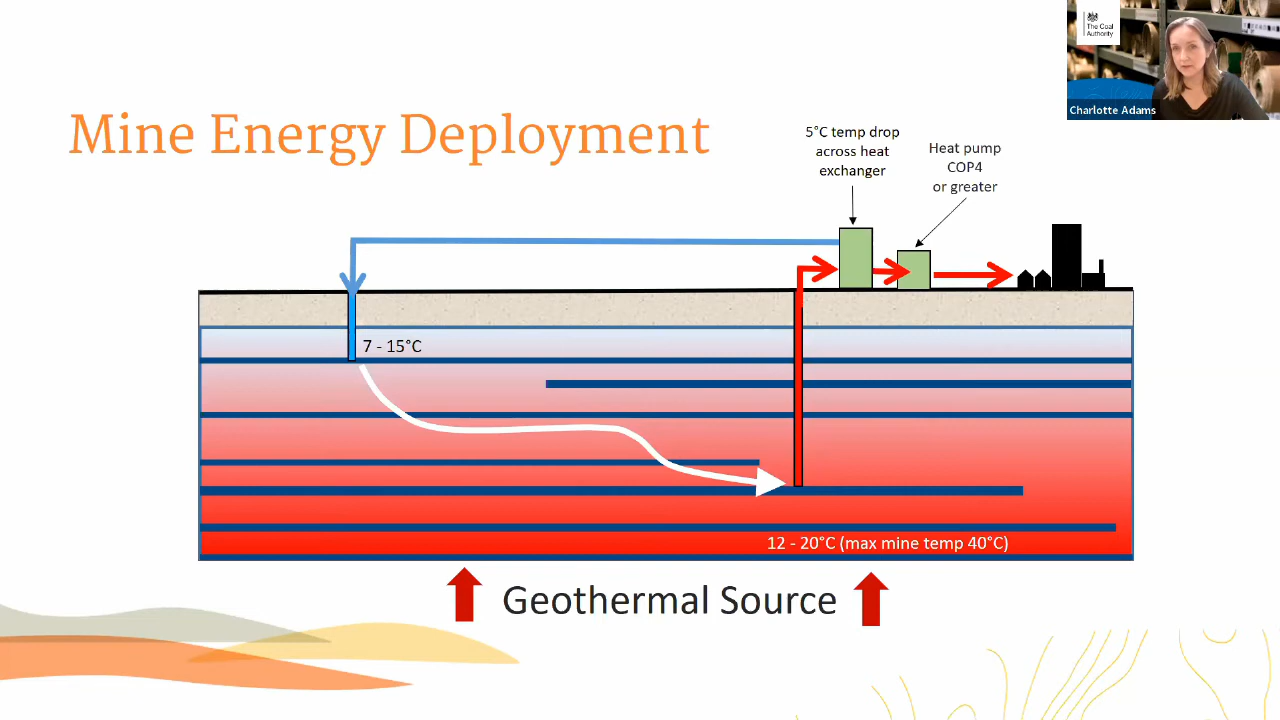 The Coal
Authority
Charlotte Adams
Mine Energy Deployment
5°C temp drop
across heat
exchanger
Heat pump
COP4
or greater
7 - 15°C
12 - 20°C (max mine temp 40°C)
Geothermal Source